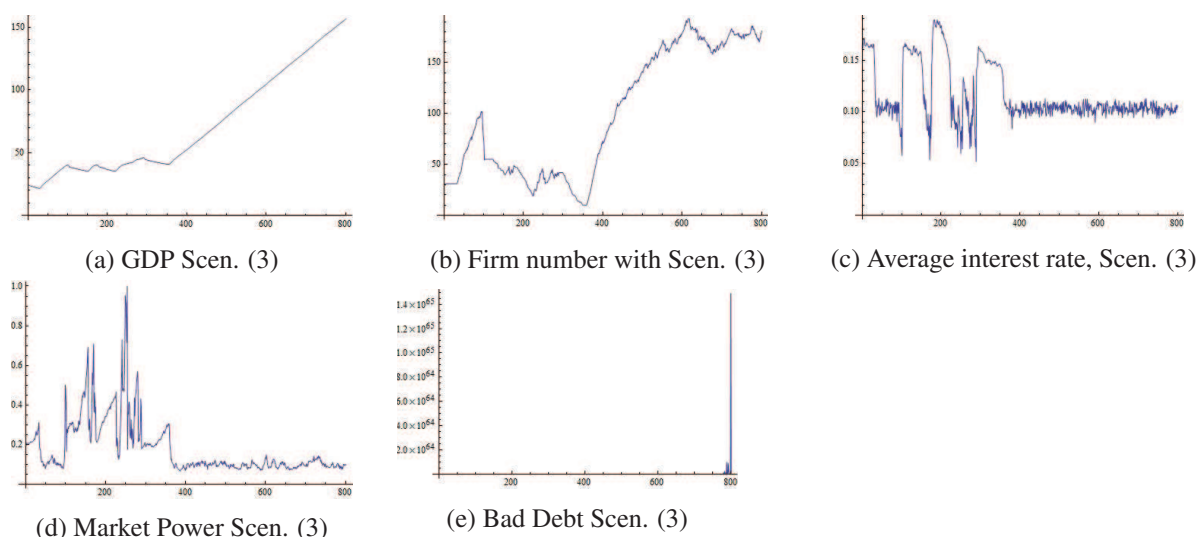 150
100
50
200 400 600 800
(a) GDP Scen. (3)
150
100
50
200 400 600 800
(b) Firm number with Scen. (3)
0.15
0.10
0.05
200 400 600 800
(c) Average interest rate, Scen. (3)
1.0
0.8
0.6
0.4
0.2
200 400 600 800
(d) Market Power Scen. (3)
1.4×10^65
1.2×10^65
1.0×10^65
8.0×10^64
6.0×10^64
4.0×10^64
2.0×10^64
200 400 600 800
(e) Bad Debt Scen. (3)